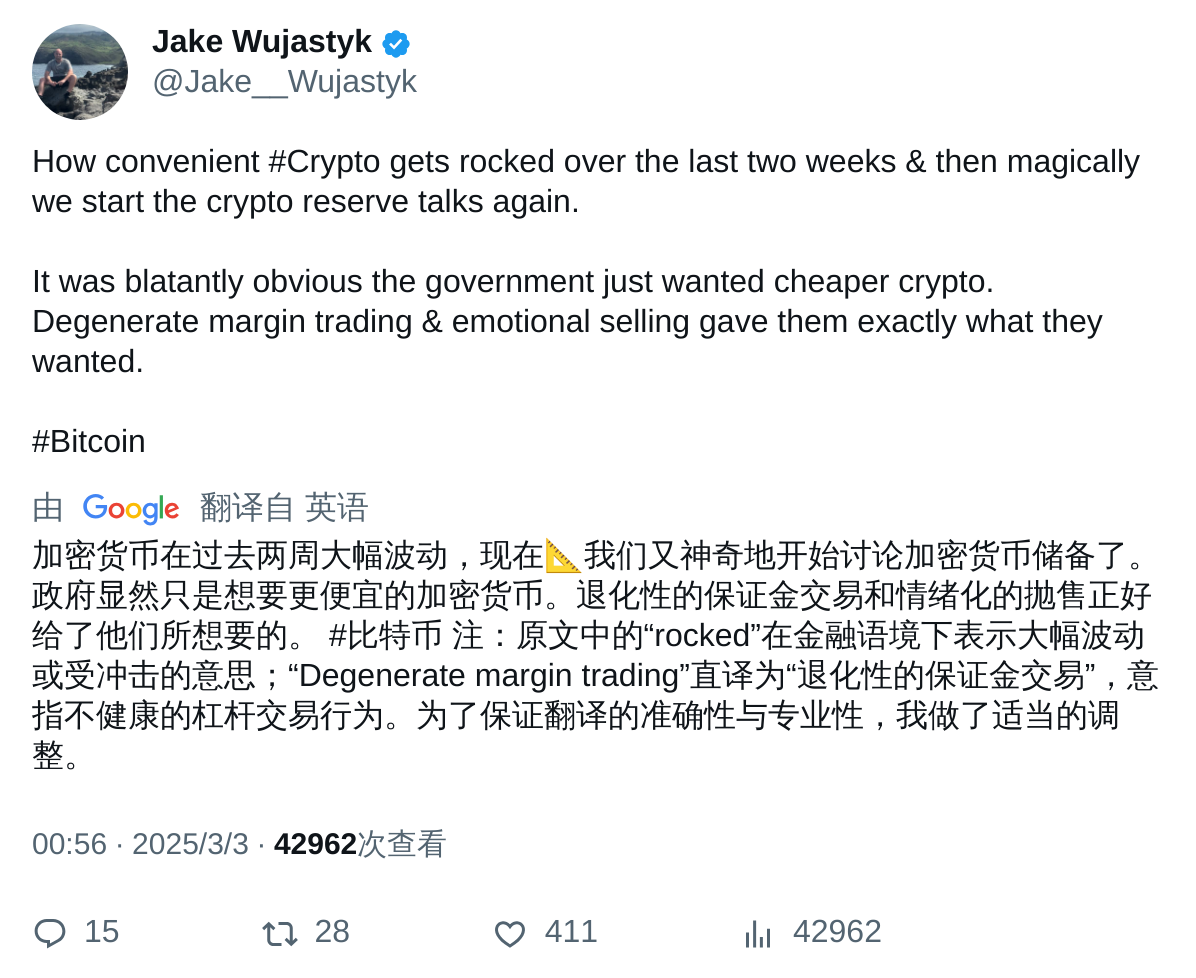 Jake Wujastyk
@Jake__Wujastyk
How convenient #Crypto gets rocked over the last two weeks & then magically
we start the crypto reserve talks again.
It was blatantly obvious the government just wanted cheaper crypto.
Degenerate margin trading & emotional selling gave them exactly what they
wanted.
#Bitcoin
由 Google 翻译自 英语
加密货币在过去两周大幅波动，现在📐我们又神奇地开始讨论加密货币储备了。
政府显然只是想要更便宜的加密货币。退化性的保证金交易和情绪化的抛售正好
给了他们所想要的。 #比特币 注：原文中的“rocked”在金融语境下表示大幅波动
或受冲击的意思；“Degenerate margin trading”直译为“退化性的保证金交易”，意
指不健康的杠杆交易行为。为了保证翻译的准确性与专业性，我做了适当的调
整。
00:56 · 2025/3/3 · 42962次查看
15 28 411 42962